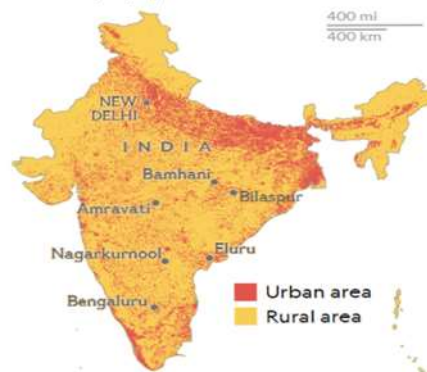 400 mi
400 km
NEW
DELHI
INDIA
Bamhani
Bilaspur
Amravati
Nagarkurnool
Eluru
Bengaluru
Urban area
Rural area